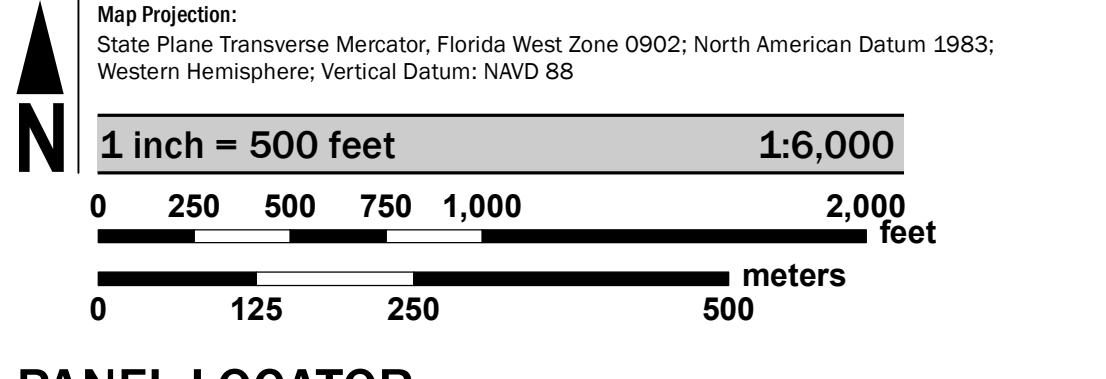 Map Projection:
State Plane Transverse Mercator, Florida West Zone 0902; North American Datum 1983;
Western Hemisphere; Vertical Datum: NAVD 88
N
1 inch = 500 feet 1:6,000
0 250 500 750 1,000 2,000
feet
meters
0 125 250 500
PANEL LOCATOR